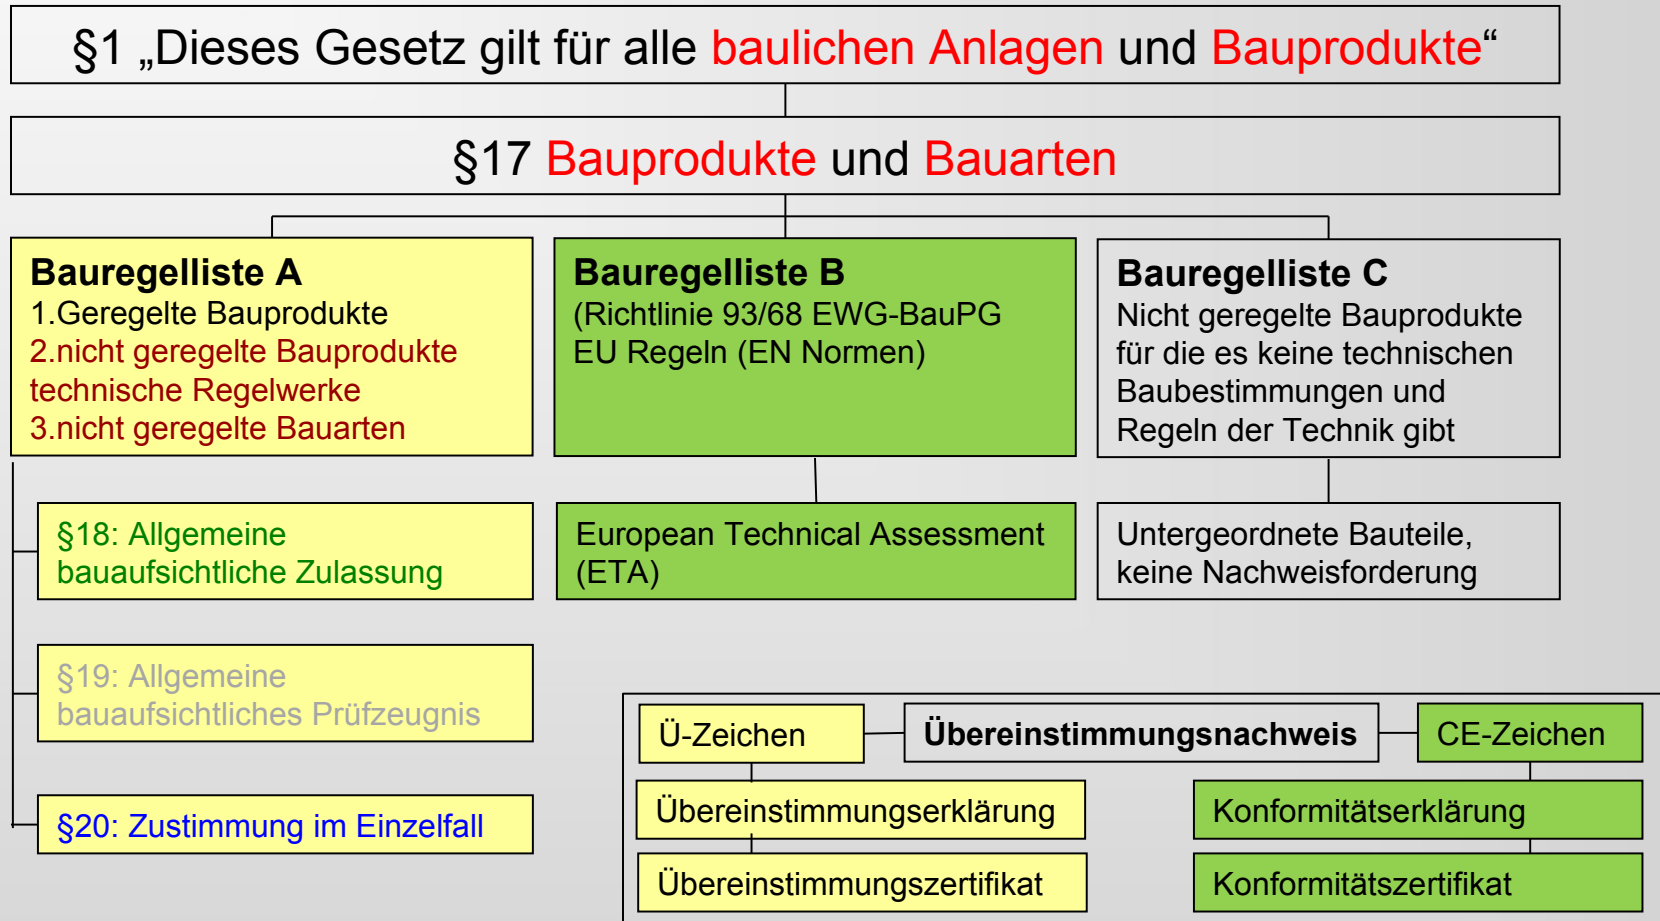 §1 „Dieses Gesetz gilt für alle baulichen Anlagen und Bauprodukte“
§17 Bauprodukte und Bauarten
Bauregelliste A
1.Geregelte Bauprodukte
2.nicht geregelte Bauprodukte
technische Regelwerke
3.nicht geregelte Bauarten
Bauregelliste B
(Richtlinie 93/68 EWG-BauPG
EU Regeln (EN Normen)
Bauregelliste C
Nicht geregelte Bauprodukte
für die es keine technischen
Baubestimmungen und
Regeln der Technik gibt
§18: Allgemeine
bauaufsichtliche Zulassung
European Technical Assessment
(ETA)
Untergeordnete Bauteile,
keine Nachweisforderung
§19: Allgemeine
bauaufsichtliches Prüfzeugnis
§20: Zustimmung im Einzelfall
Ü-Zeichen
Übereinstimmungsnachweis
CE-Zeichen
Übereinstimmungserklärung
Konformitätserklärung
Übereinstimmungszertifikat
Konformitätszertifikat